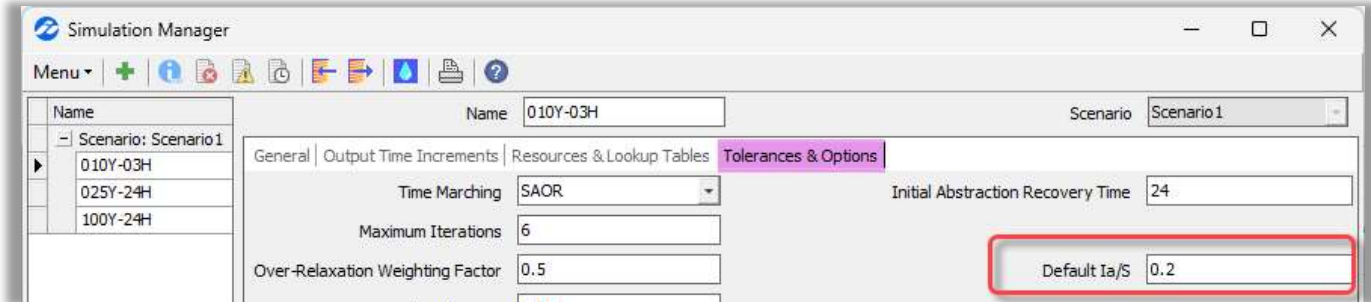 Simulation Manager
Menu
Name
Scenario: Scenario1
010Y-03H
025Y-24H
100Y-24H
Name 010Y-03H Scenario Scenario1
General Output Time Increments Resources & Lookup Tables Tolerances & Options
Time Marching SAOR Initial Abstraction Recovery Time 24
Maximum Iterations 6
Over-Relaxation Weighting Factor 0.5 Default Ia/S 0.2